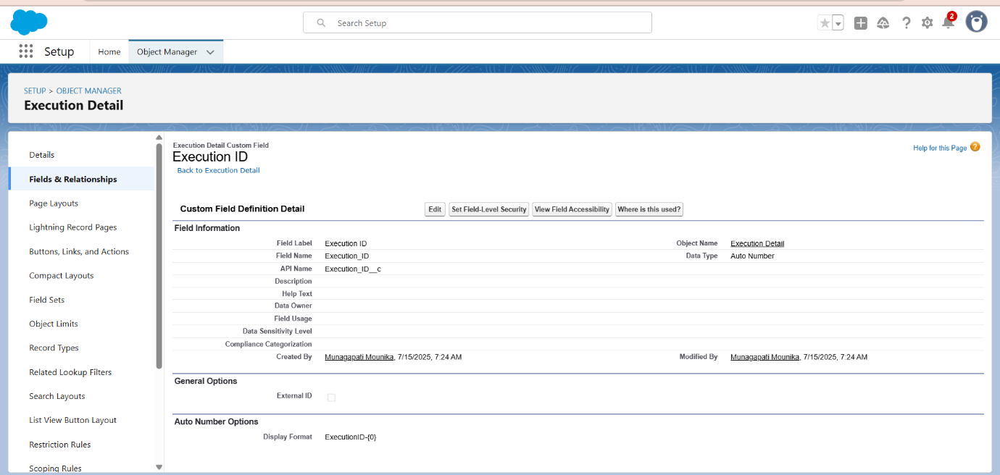 Search Setup
2
Setup
Home
Object Manager
SETUP > OBJECT MANAGER
Execution Detail
Details
Fields & Relationships
Page Layouts
Lightning Record Pages
Buttons, Links, and Actions
Compact Layouts
Field Sets
Object Limits
Record Types
Related Lookup Filters
Search Layouts
List View Button Layout
Restriction Rules
Scoping Rules
Execution Detail Custom Field
Execution ID
Back to Execution Detail
Help for this Page ?
Custom Field Definition Detail Edit Set Field-Level Security View Field Accessibility Where is this used?
Field Information
Field Label Execution ID Object Name Execution Detail
Field Name Execution_ID Data Type Auto Number
API Name Execution_ID__c
Description
Help Text
Data Owner
Field Usage
Data Sensitivity Level
Compliance Categorization
Created By Munagapati Mounika, 7/15/2025, 7:24 AM Modified By Munagapati Mounika, 7/15/2025, 7:24 AM
General Options
External ID
Auto Number Options
Display Format ExecutionID-{0}